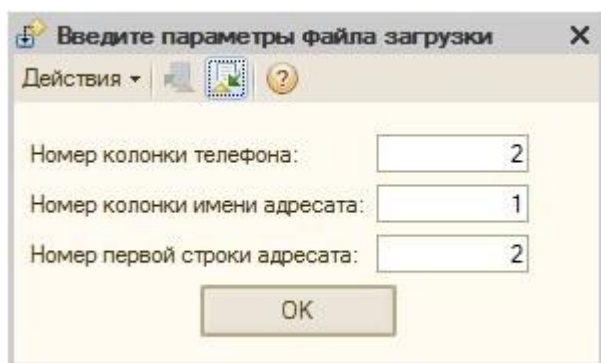 Введите параметры файла загрузки
Действия
Номер колонки телефона: 2
Номер колонки имени адресата: 1
Номер первой строки адресата: 2
OK